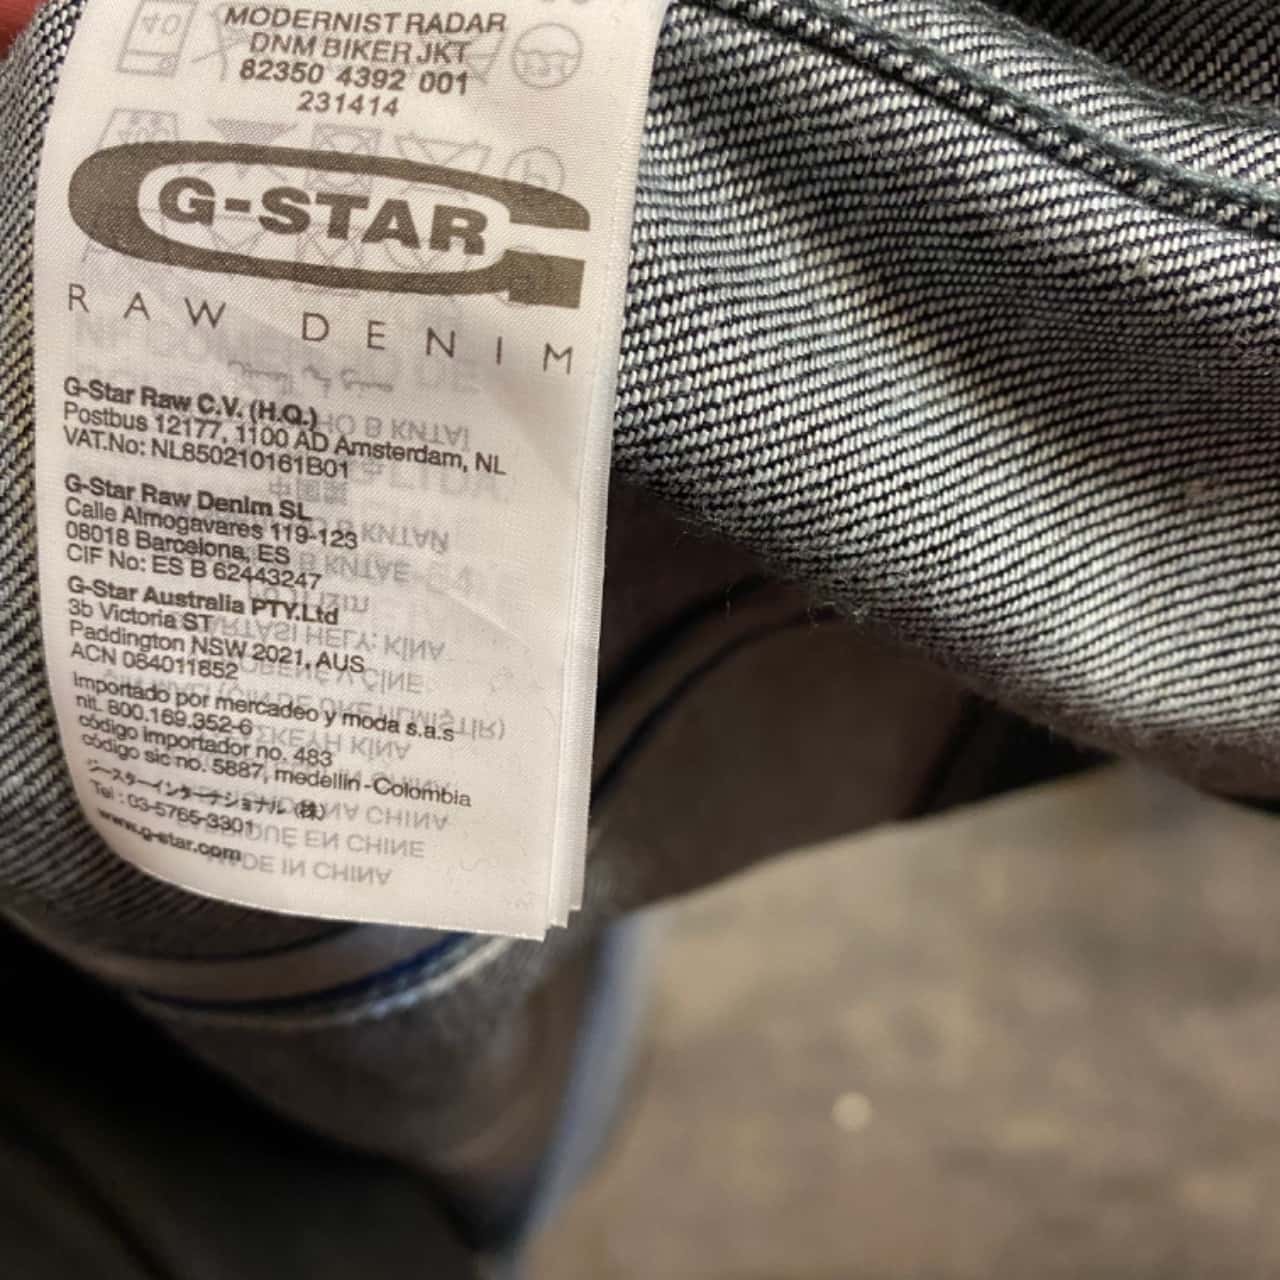 MODERNIST RADAR
DNM BIKER JKT
82350 4392 001
231414
G-STAR
RAW DENIM
G-Star Raw C.V. (H.Q.)
Postbus 12177, 1100 AD Amsterdam, NL
VAT.No: NL850210161B01
G-Star Raw Denim SL
Calle Almogavares 119-123
08018 Barcelona, ES
CIF No: ES B 62443247
G-Star Australia PTY.Ltd
3b Victoria ST
Paddington NSW 2021, AUS
ACN 084011852
Importado por mercadeo y moda s.a.s
nit. 800.169.352-6
código importador no. 483
código sic no. 5887, medellin-Colombia
ジースターインターナショナル (株)
Tel : 03-5765-3301
www.g-star.com